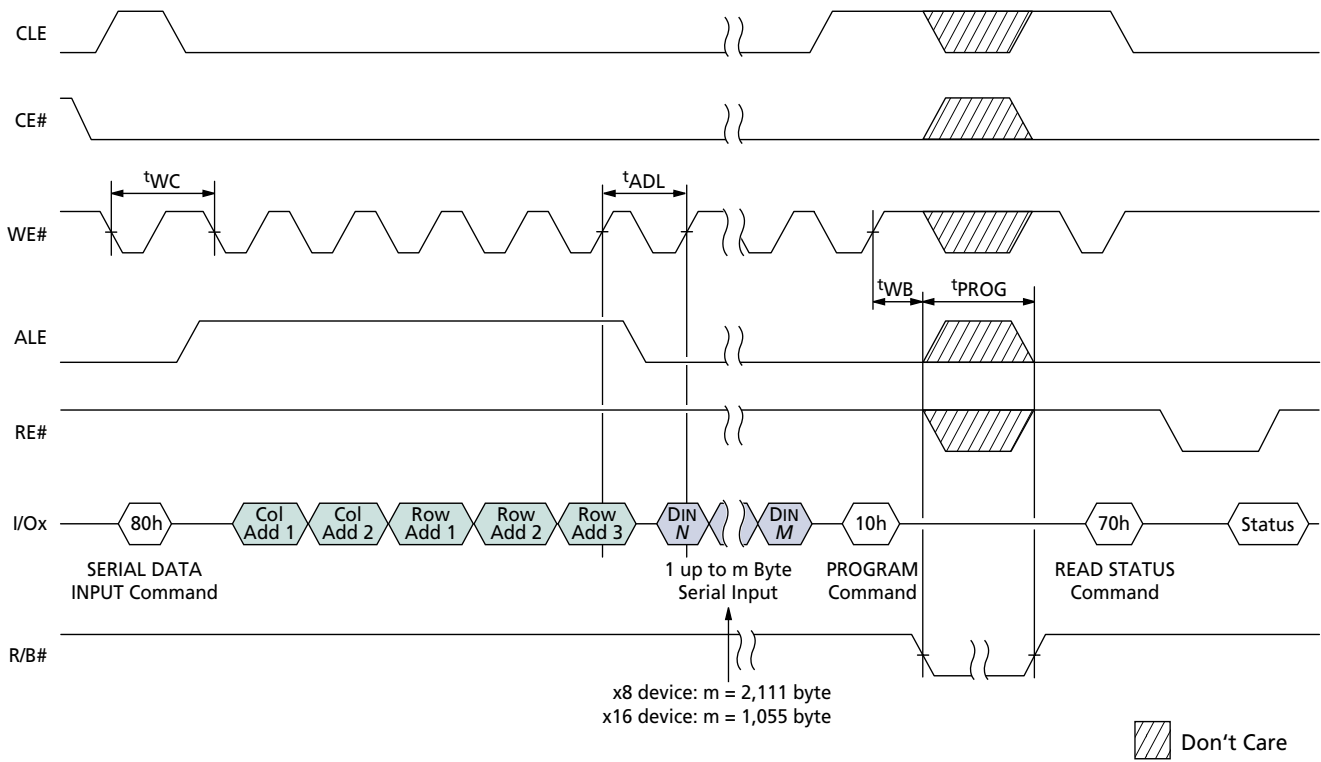 CLE
CE#
tWC
tADL
WE#
tWB
tPROG
ALE
RE#
I/Ox
80h
Col
Add 1
Col
Add 2
Row
Add 1
Row
Add 2
Row
Add 3
DIN
N
DIN
M
10h
70h
Status
SERIAL DATA
INPUT Command
1 up to m Byte
Serial Input
PROGRAM
Command
READ STATUS
Command
R/B#
x8 device: m = 2,111 byte
x16 device: m = 1,055 byte
Don't Care